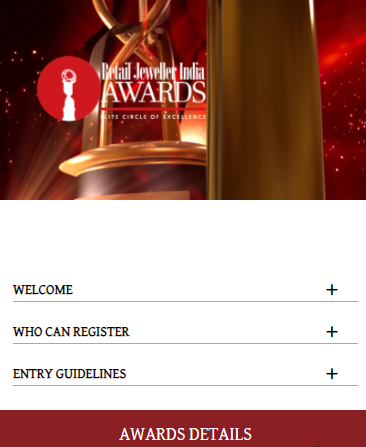 Retail Jeweller India
AWARDS
ELITE CIRCLE OF EXCELLENCE
WELCOME
WHO CAN REGISTER
ENTRY GUIDELINES
AWARDS DETAILS